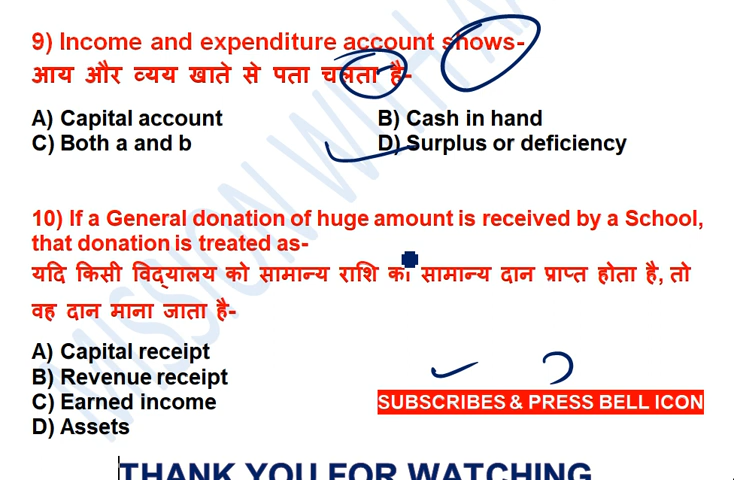 9) Income and expenditure account shows-
आय और व्यय खाते से पता चलता है-
A) Capital account
B) Cash in hand
C) Both a and b
D) Surplus or deficiency
10) If a General donation of huge amount is received by a School,
that donation is treated as-
यदि किसी विद्यालय को सामान्य राशि का सामान्य दान प्राप्त होता है, तो
वह दान माना जाता है-
A) Capital receipt
B) Revenue receipt
C) Earned income
D) Assets
SUBSCRIBES & PRESS BELL ICON
THANK YOU FOR WATCHING